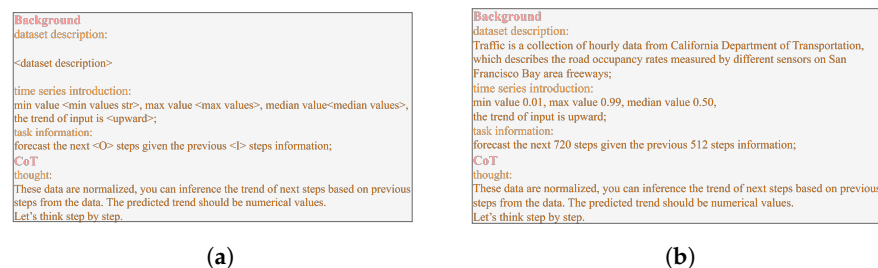 Background
dataset description:
<dataset description>
time series introduction:
min value <min values str>, max value <max values>, median value<median values>,
the trend of input is <upward>;
task information:
forecast the next <O> steps given the previous <I> steps information;
CoT
thought:
These data are normalized, you can inference the trend of next steps based on previous
steps from the data. The predicted trend should be numerical values.
Let's think step by step.
(a)
Background
dataset description:
Traffic is a collection of hourly data from California Department of Transportation,
which describes the road occupancy rates measured by different sensors on San
Francisco Bay area freeways;
time series introduction:
min value 0.01, max value 0.99, median value 0.50,
the trend of input is upward;
task information:
forecast the next 720 steps given the previous 512 steps information;
CoT
thought:
These data are normalized, you can inference the trend of next steps based on previous
steps from the data. The predicted trend should be numerical values.
Let's think step by step.
(b)